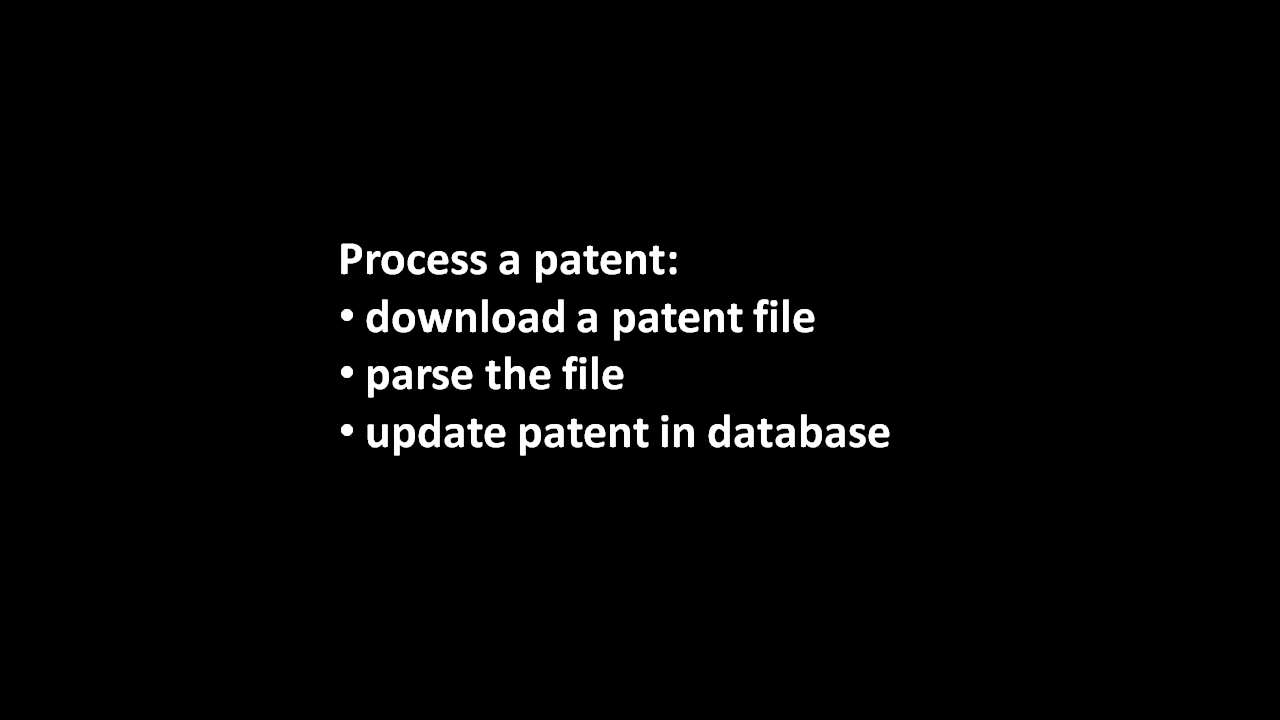 Process a patent:
• download a patent file
• parse the file
• update patent in database